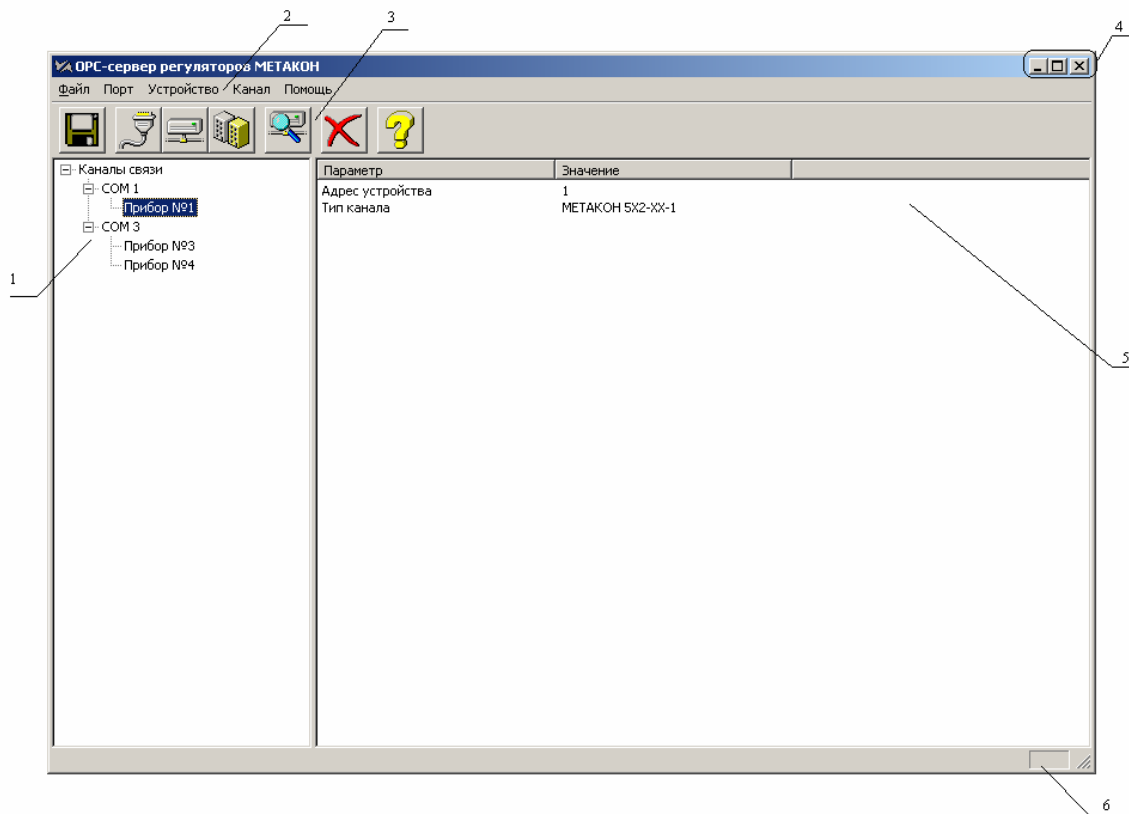 2
3
4
OPC-сервер регуляторов МЕТАКОН
Файл Порт Устройство Канал Помощь
Каналы связи
COM 1
Прибор №1
COM 3
Прибор №3
Прибор №4
Параметр Значение
Адрес устройства 1
Тип канала МЕТАКОН 5X2-XX-1
1
5
6